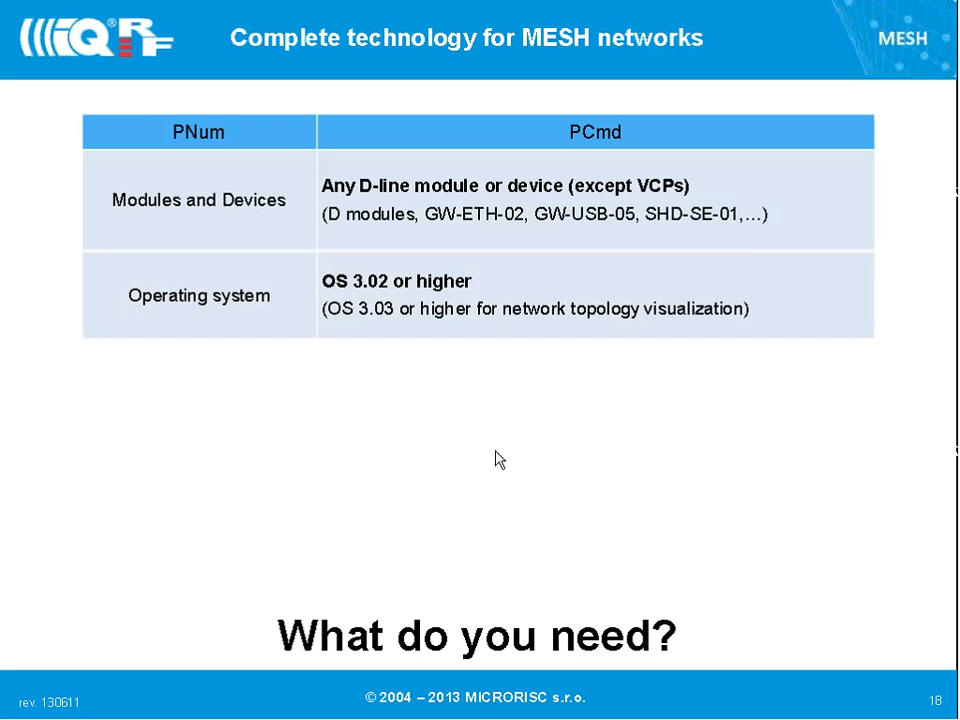 IQRF
Complete technology for MESH networks
MESH
PNum
PCmd
Modules and Devices
Any D-line module or device (except VCPs)
(D modules, GW-ETH-02, GW-USB-05, SHD-SE-01,…)
Operating system
OS 3.02 or higher
(OS 3.03 or higher for network topology visualization)
What do you need?
rev. 130611
© 2004 – 2013 MICRORISC s.r.o.
18